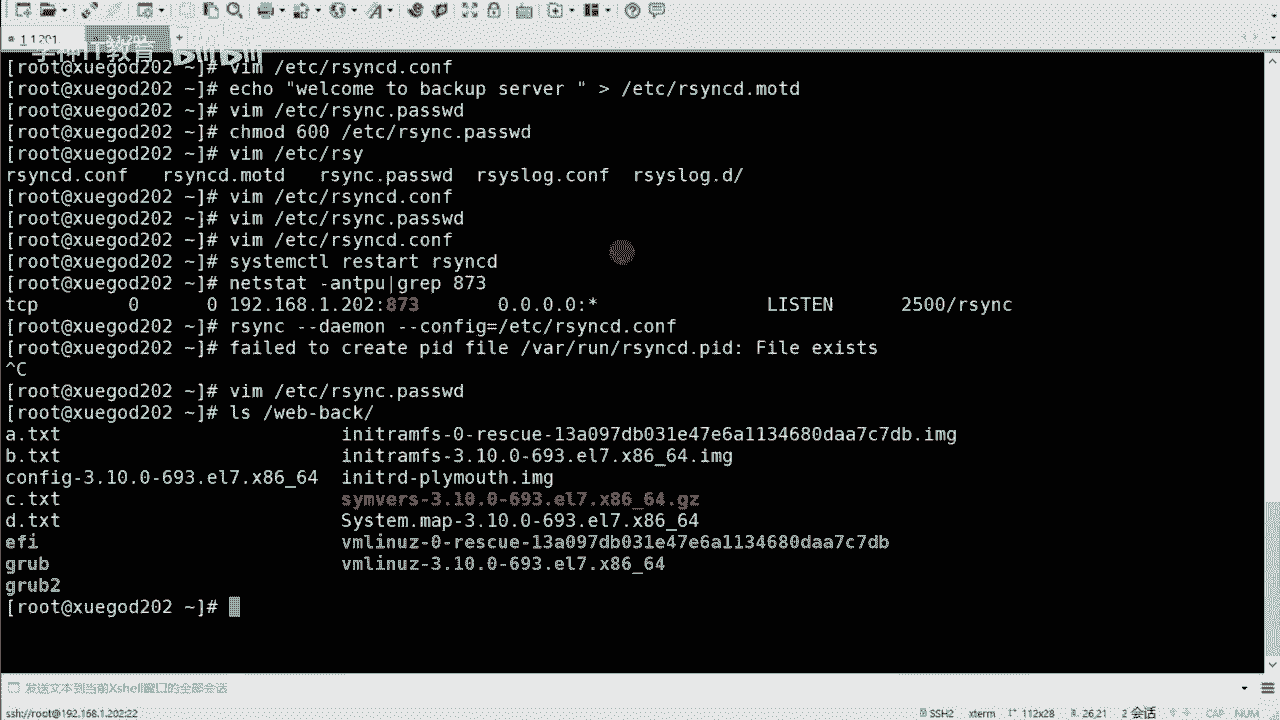 1 1.201
学神IT教育 bilibili
[root@xuegod202 ~]# vim /etc/rsyncd.conf
[root@xuegod202 ~]# echo "welcome to backup server " > /etc/rsyncd.motd
[root@xuegod202 ~]# vim /etc/rsync.passwd
[root@xuegod202 ~]# chmod 600 /etc/rsync.passwd
[root@xuegod202 ~]# vim /etc/rsy
rsyncd.conf   rsyncd.motd   rsync.passwd  rsyslog.conf  rsyslog.d/
[root@xuegod202 ~]# vim /etc/rsyncd.conf
[root@xuegod202 ~]# vim /etc/rsync.passwd
[root@xuegod202 ~]# vim /etc/rsyncd.conf
[root@xuegod202 ~]# systemctl restart rsyncd
[root@xuegod202 ~]# netstat -antpu|grep 873
tcp        0      0 192.168.1.202:873       0.0.0.0:*               LISTEN      2500/rsync
[root@xuegod202 ~]# rsync --daemon --config=/etc/rsyncd.conf
[root@xuegod202 ~]# failed to create pid file /var/run/rsyncd.pid: File exists
^C
[root@xuegod202 ~]# vim /etc/rsync.passwd
[root@xuegod202 ~]# ls /web-back/
a.txt                         initramfs-0-rescue-13a097db031e47e6a1134680daa7c7db.img
b.txt                         initramfs-3.10.0-693.el7.x86_64.img
config-3.10.0-693.el7.x86_64  initrd-plymouth.img
c.txt                         symvers-3.10.0-693.el7.x86_64.gz
d.txt                         System.map-3.10.0-693.el7.x86_64
efi                           vmlinuz-0-rescue-13a097db031e47e6a1134680daa7c7db
grub                          vmlinuz-3.10.0-693.el7.x86_64
grub2
[root@xuegod202 ~]#
发送文本到当前Xshell窗口的全部会话
ssh://root@192.168.1.202:22 SSH2 xterm 112x28 26,21 2 会话 CAP NUM